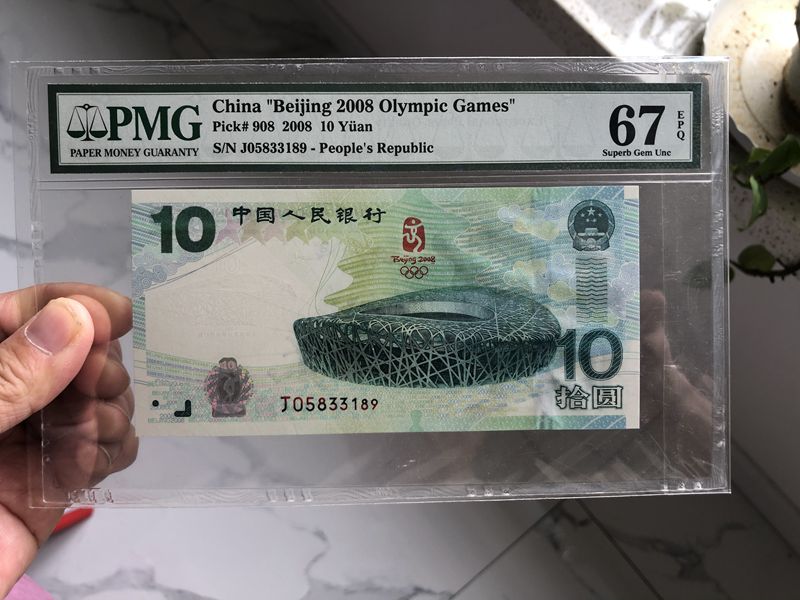 PMG
PAPER MONEY GUARANTY
China "Beijing 2008 Olympic Games"
Pick# 908 2008 10 Yüan
S/N J05833189 - People's Republic
67
EPQ
Superb Gem Unc
10
中国人民银行
Beijing 2008
10
拾圆
J05833189